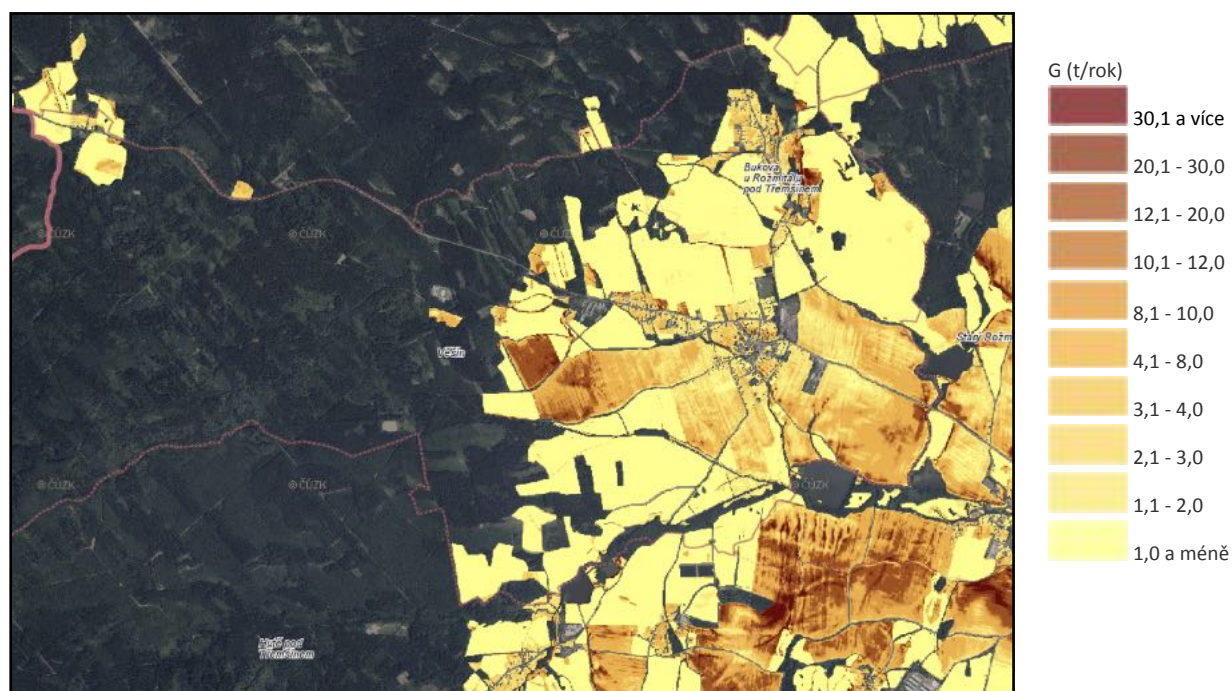 Bukova
u Rožmitálu
pod Třemšínem
© ČÚZK
© ČÚZK
© ČÚZK
Starý Rožm
Věšín
© ČÚZK
© ČÚZK
© ČÚZK
Hutě pod
Třemšínem
G (t/rok)
30,1 a více
20,1 - 30,0
12,1 - 20,0
10,1 - 12,0
8,1 - 10,0
4,1 - 8,0
3,1 - 4,0
2,1 - 3,0
1,1 - 2,0
1,0 a méně